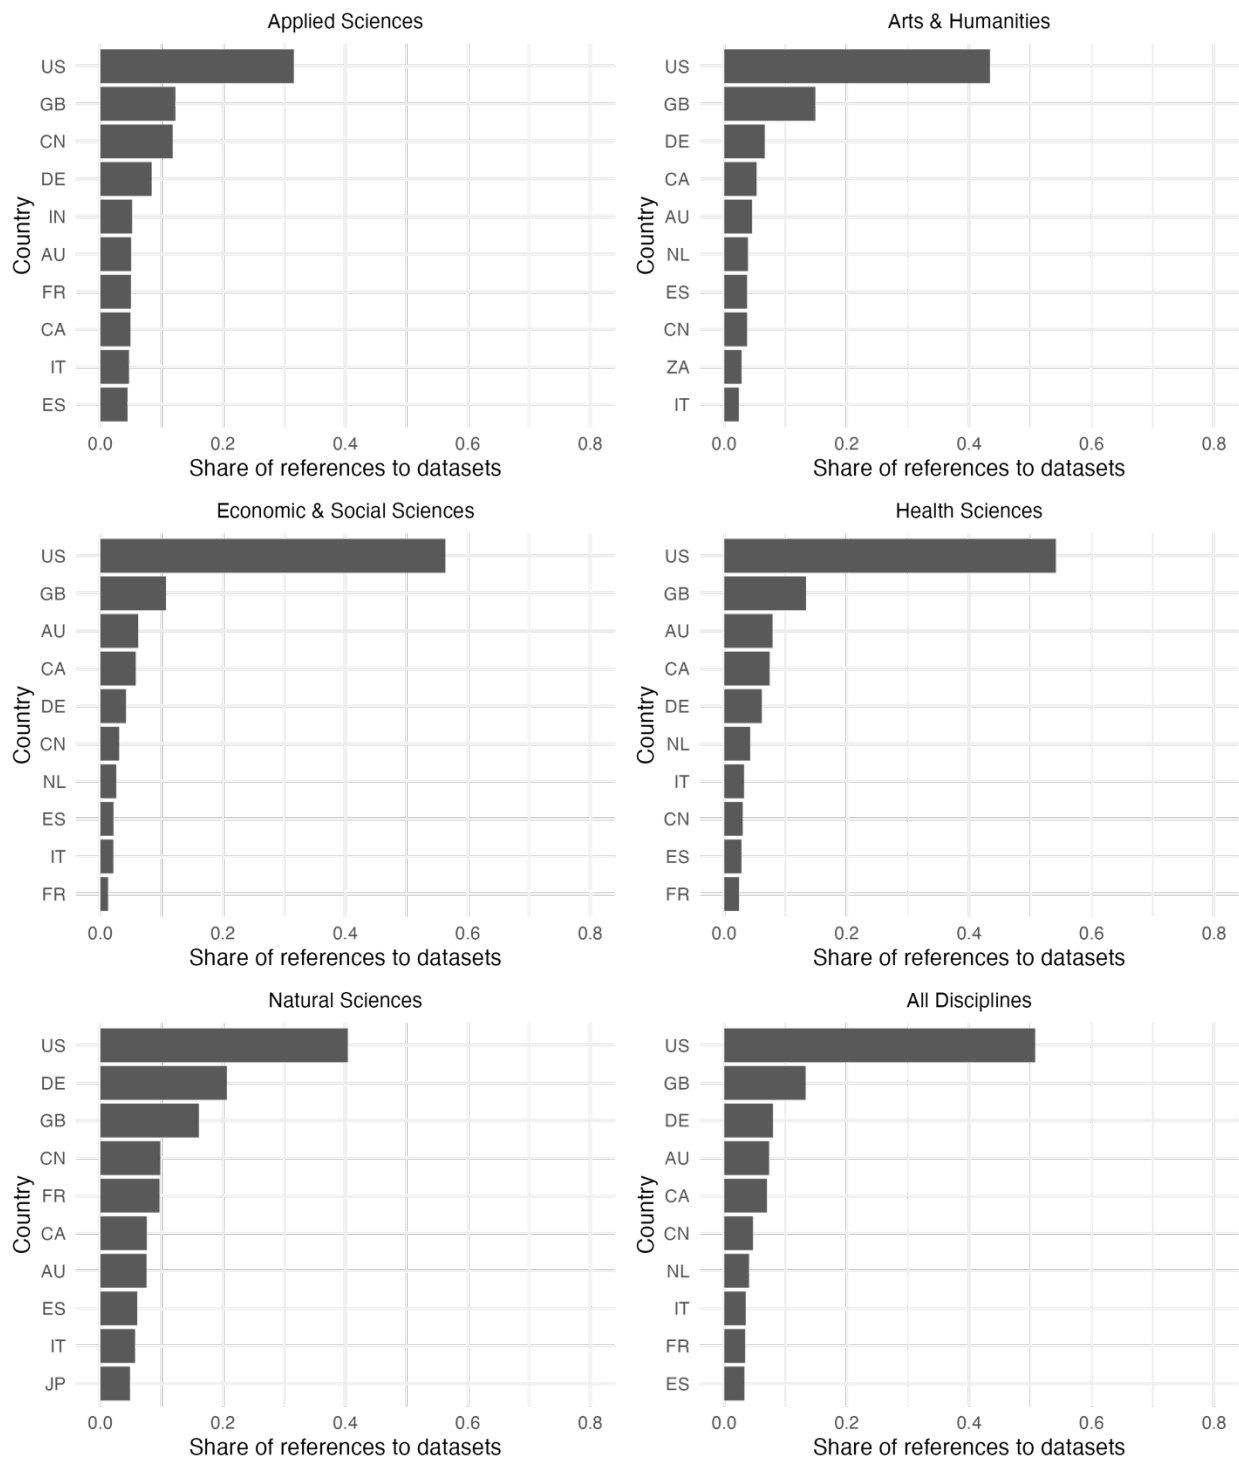 Applied Sciences
Country
US
GB
CN
DE
IN
AU
FR
CA
IT
ES
0.0 0.2 0.4 0.6 0.8
Share of references to datasets
Arts & Humanities
Country
US
GB
DE
CA
AU
NL
ES
CN
ZA
IT
0.0 0.2 0.4 0.6 0.8
Share of references to datasets
Economic & Social Sciences
Country
US
GB
AU
CA
DE
CN
NL
ES
IT
FR
0.0 0.2 0.4 0.6 0.8
Share of references to datasets
Health Sciences
Country
US
GB
AU
CA
DE
NL
IT
CN
ES
FR
0.0 0.2 0.4 0.6 0.8
Share of references to datasets
Natural Sciences
Country
US
DE
GB
CN
FR
CA
AU
ES
IT
JP
0.0 0.2 0.4 0.6 0.8
Share of references to datasets
All Disciplines
Country
US
GB
DE
AU
CA
CN
NL
IT
FR
ES
0.0 0.2 0.4 0.6 0.8
Share of references to datasets